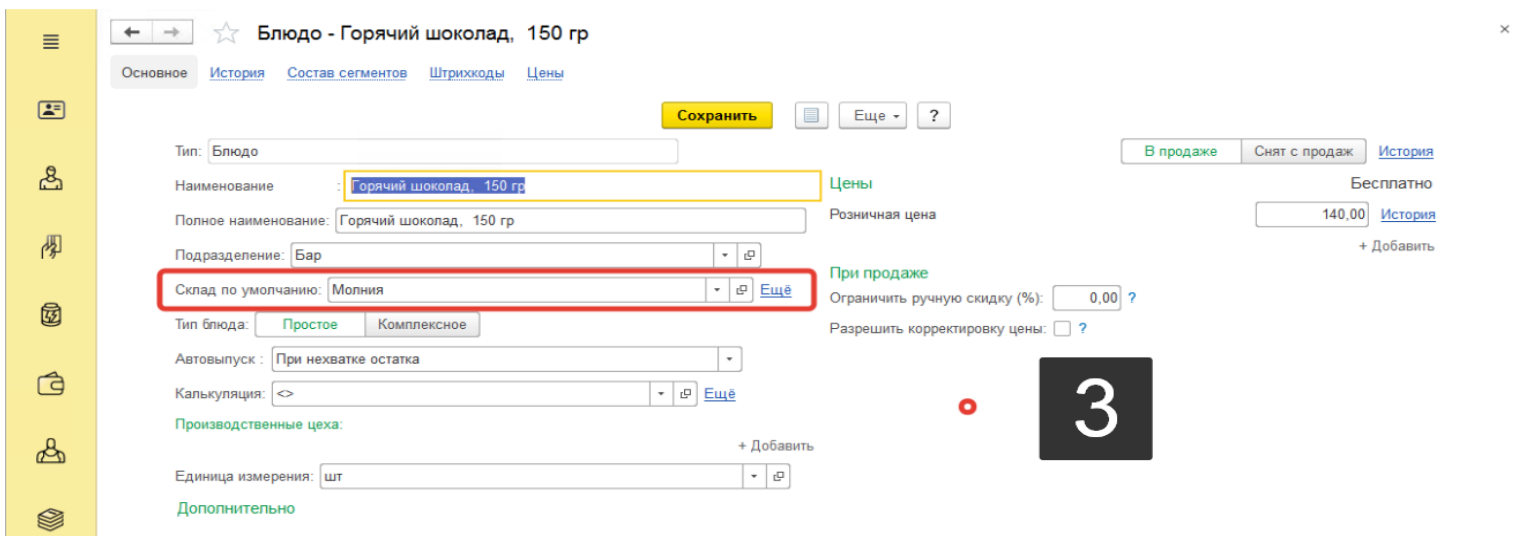 Блюдо - Горячий шоколад,  150 гр
×
Основное История Состав сегментов Штрихкоды Цены
Сохранить Еще ?
Тип: Блюдо
В продаже Снят с продаж История
Наименование : Горячий шоколад,  150 гр
Цены Бесплатно
Полное наименование: Горячий шоколад,  150 гр
Розничная цена 140,00 История
+ Добавить
Подразделение: Бар
При продаже
Склад по умолчанию: Молния Ещё
Ограничить ручную скидку (%): 0,00 ?
Тип блюда: Простое Комплексное
Разрешить корректировку цены: ?
Автовыпуск : При нехватке остатка
Калькуляция: <> Ещё
3
Производственные цеха:
+ Добавить
Единица измерения: шт
Дополнительно